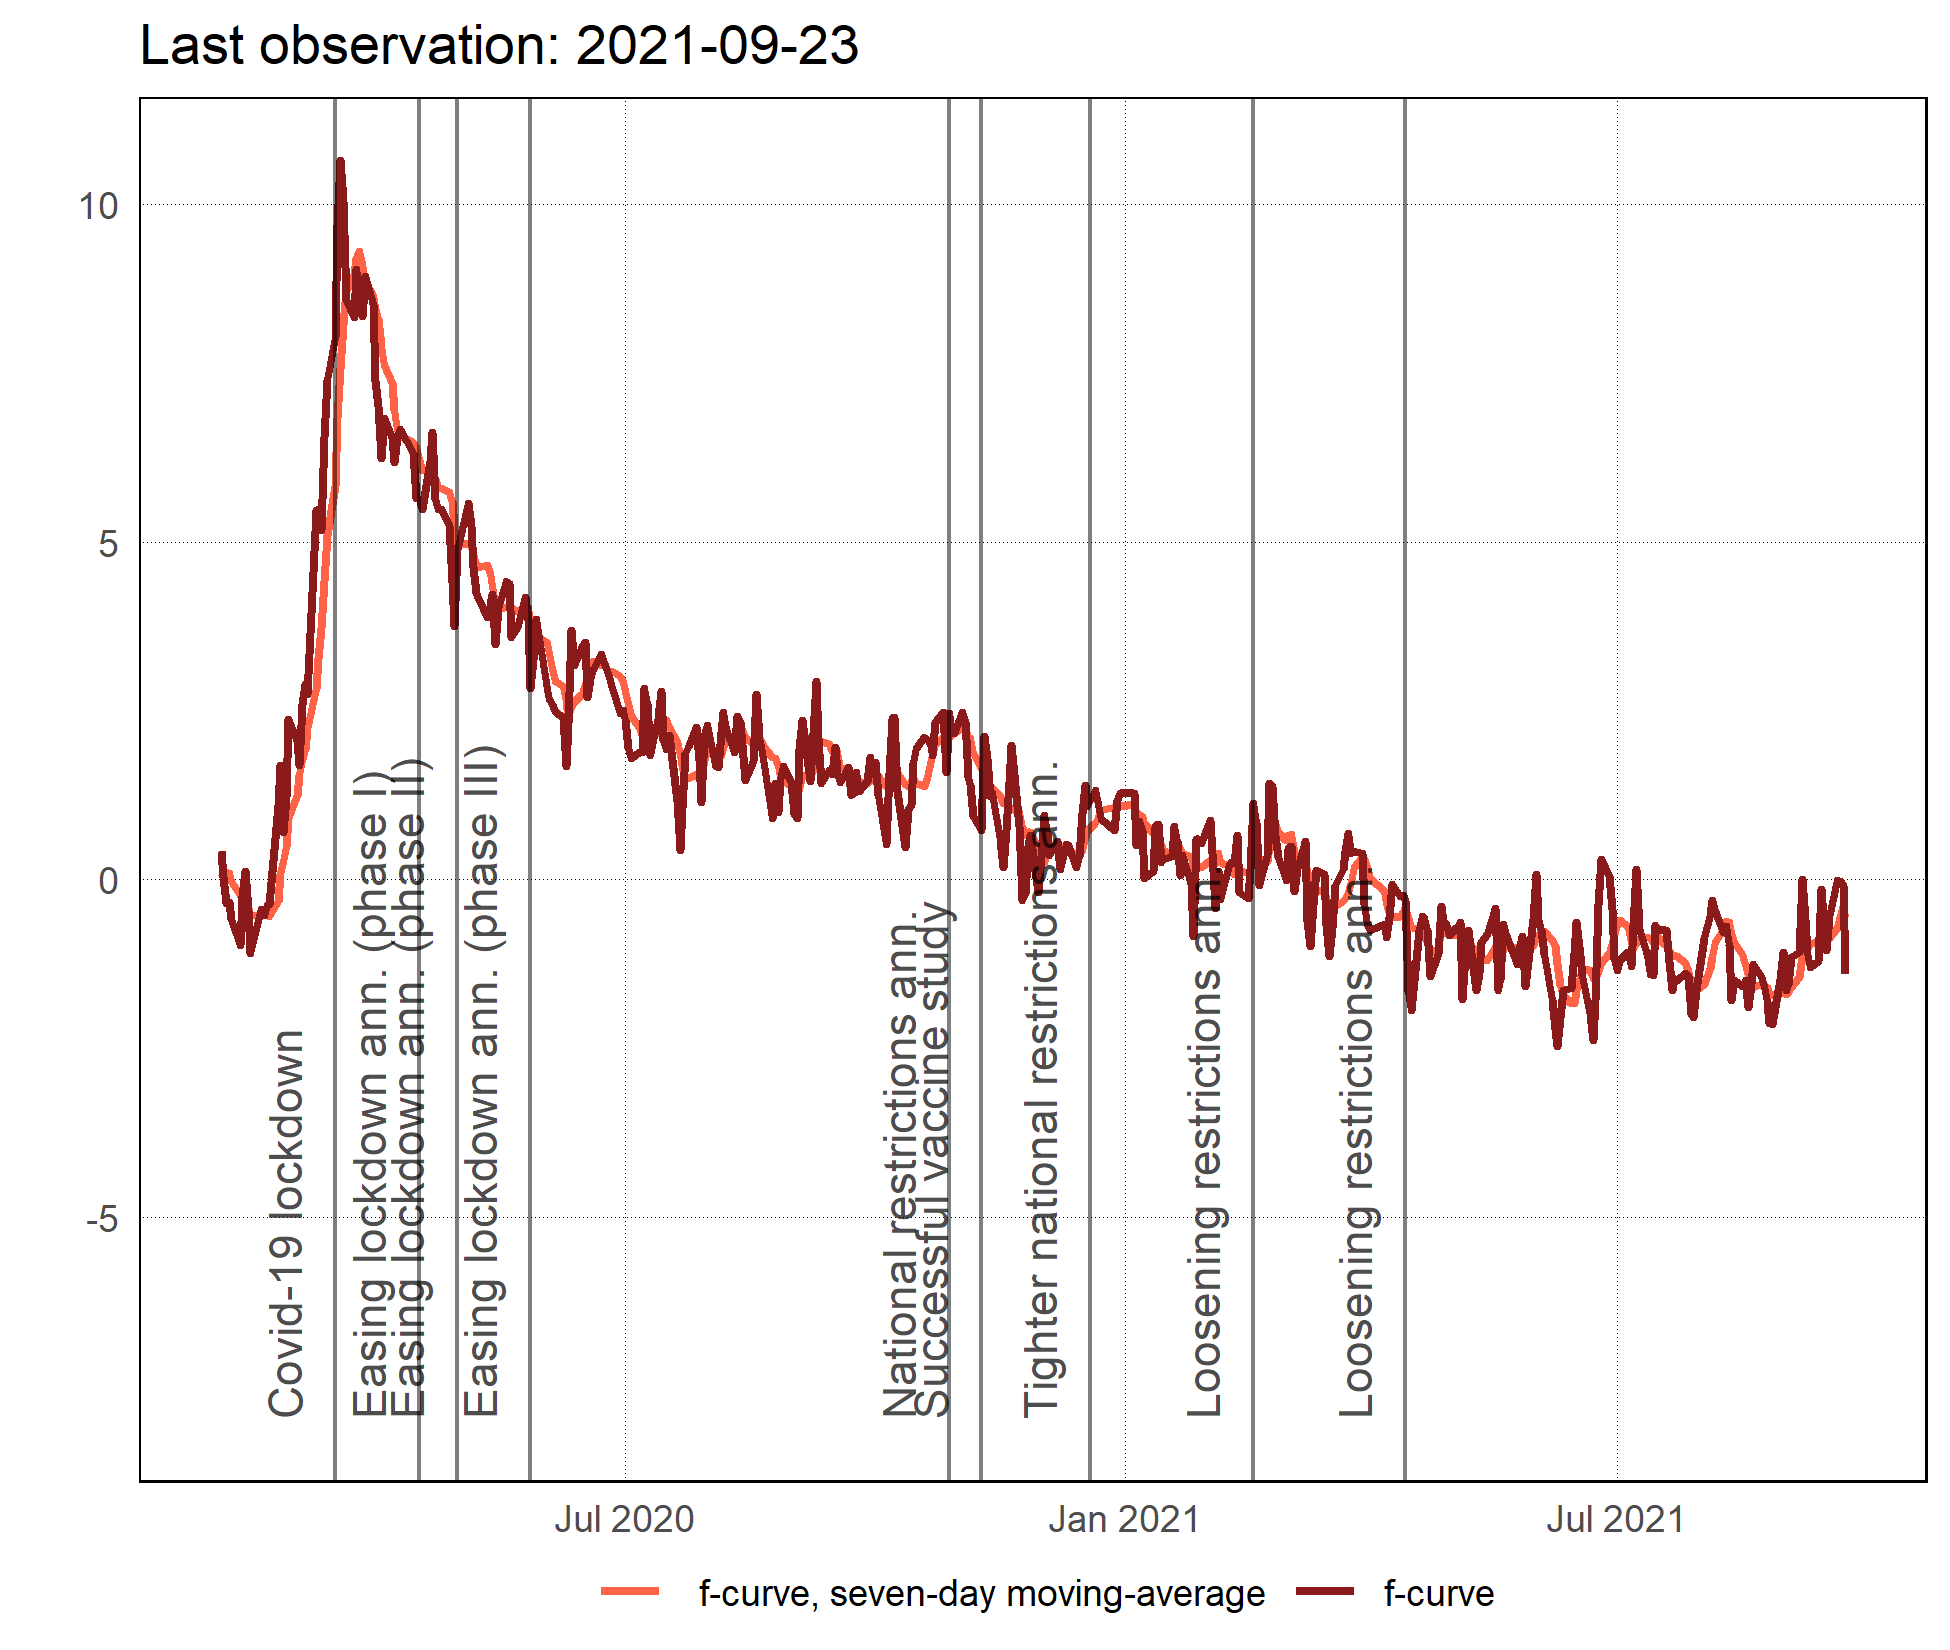 Last observation: 2021-09-23
10
5
0
-5
Covid-19 lockdown
Easing lockdown ann. (phase I)
Easing lockdown ann. (phase II)
Easing lockdown ann. (phase III)
National restrictions ann.
Successful vaccine study
Tighter national restrictions ann.
Loosening restrictions ann.
Loosening restrictions ann.
Jul 2020
Jan 2021
Jul 2021
f-curve, seven-day moving-average
f-curve